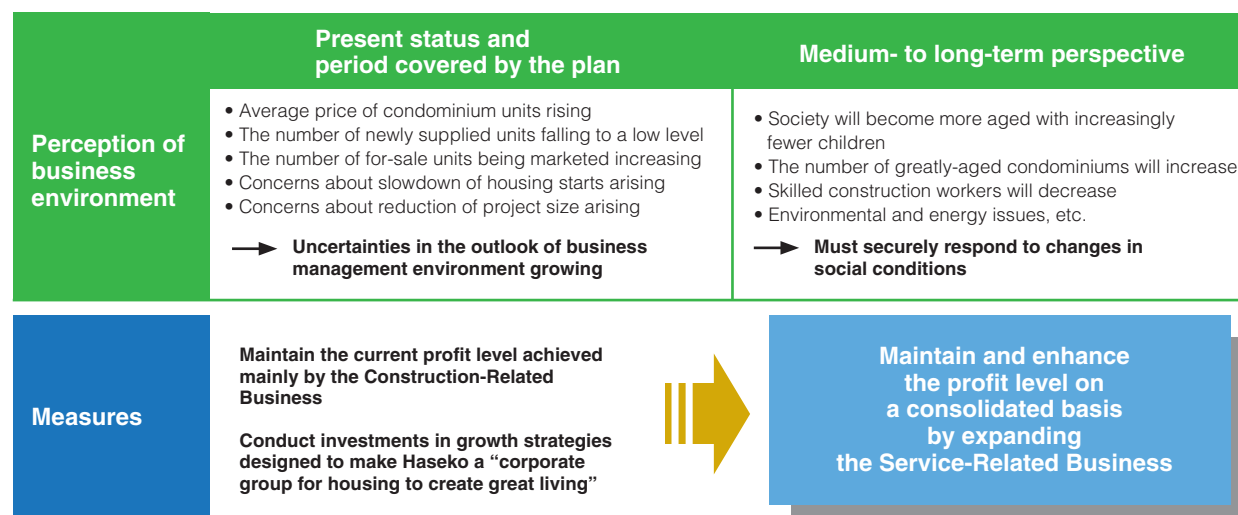 Present status and
period covered by the plan
Medium- to long-term perspective
Perception of
business
environment
• Average price of condominium units rising
• The number of newly supplied units falling to a low level
• The number of for-sale units being marketed increasing
• Concerns about slowdown of housing starts arising
• Concerns about reduction of project size arising
Uncertainties in the outlook of business
management environment growing
• Society will become more aged with increasingly
fewer children
• The number of greatly-aged condominiums will increase
• Skilled construction workers will decrease
• Environmental and energy issues, etc.
Must securely respond to changes in
social conditions
Measures
Maintain the current profit level achieved
mainly by the Construction-Related
Business
Conduct investments in growth strategies
designed to make Haseko a “corporate
group for housing to create great living”
Maintain and enhance
the profit level on
a consolidated basis
by expanding
the Service-Related Business